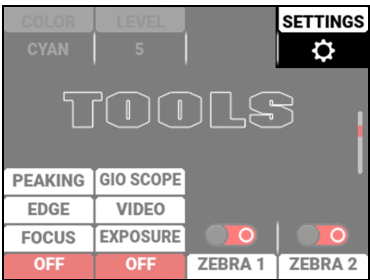 COLOR LEVEL SETTINGS
CYAN 5
TOOLS
PEAKING GIO SCOPE
EDGE VIDEO
FOCUS EXPOSURE
OFF OFF ZEBRA 1 ZEBRA 2